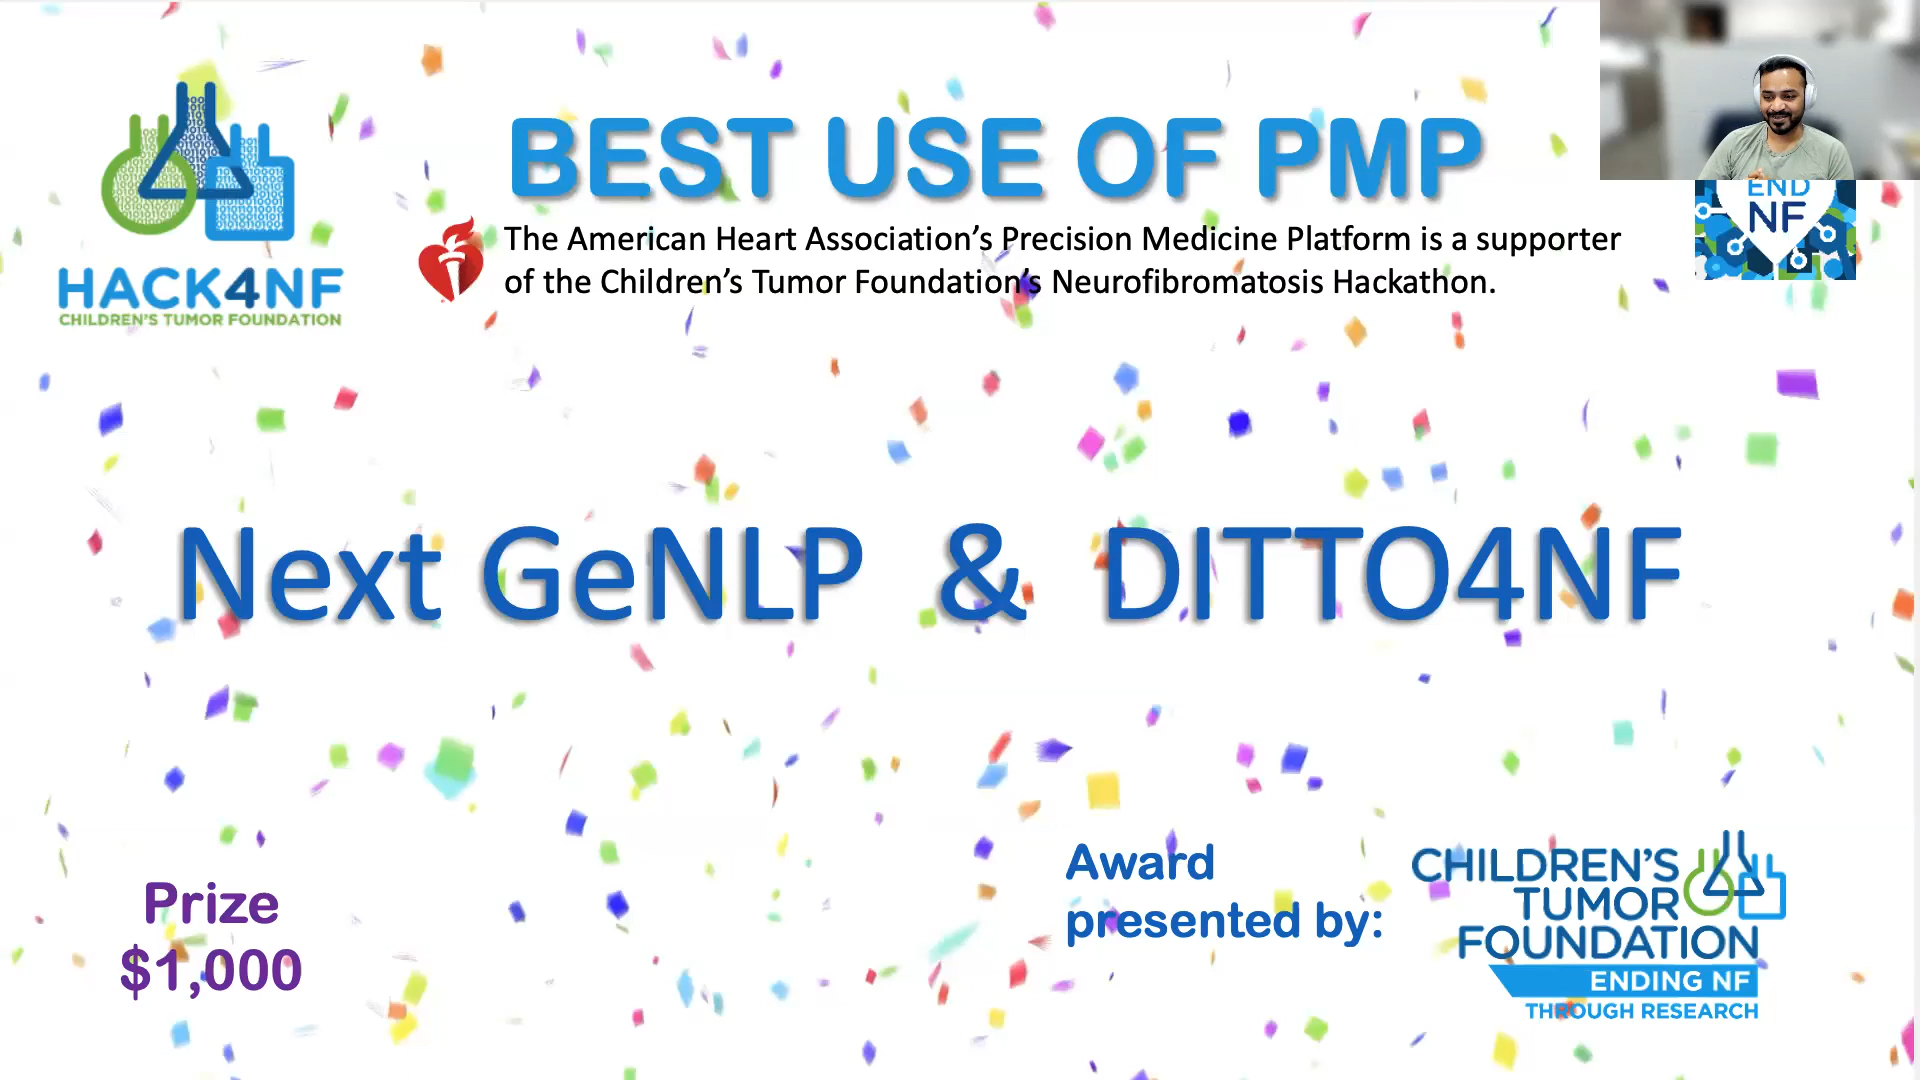 BEST USE OF PMP
The American Heart Association's Precision Medicine Platform is a supporter
of the Children's Tumor Foundation's Neurofibromatosis Hackathon.
HACK4NF
CHILDREN'S TUMOR FOUNDATION
END
NF
Next GeNLP & DITTO4NF
Prize
$1,000
Award
presented by:
CHILDREN'S
TUMOR
FOUNDATION
ENDING NF
THROUGH RESEARCH